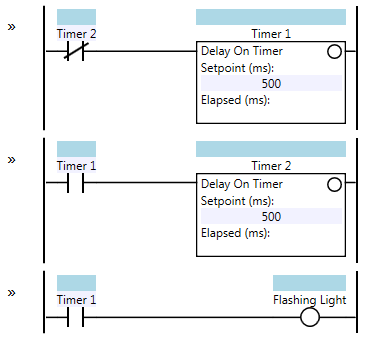 »
Timer 2 Timer 1
Delay On Timer
Setpoint (ms):
500
Elapsed (ms):
»
Timer 1 Timer 2
Delay On Timer
Setpoint (ms):
500
Elapsed (ms):
»
Timer 1 Flashing Light